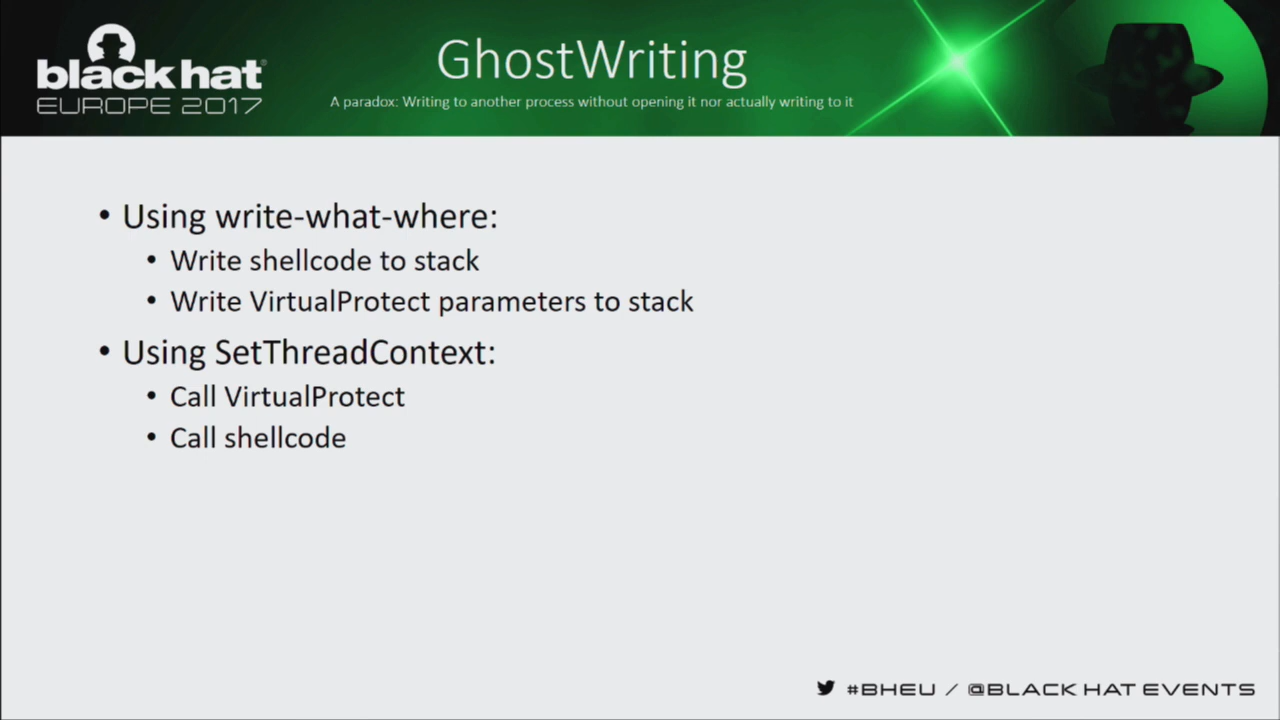 black hat®
EUROPE 2017
GhostWriting
A paradox: Writing to another process without opening it nor actually writing to it
• Using write-what-where:
• Write shellcode to stack
• Write VirtualProtect parameters to stack
• Using SetThreadContext:
• Call VirtualProtect
• Call shellcode
#BHEU / @BLACK HAT EVENTS